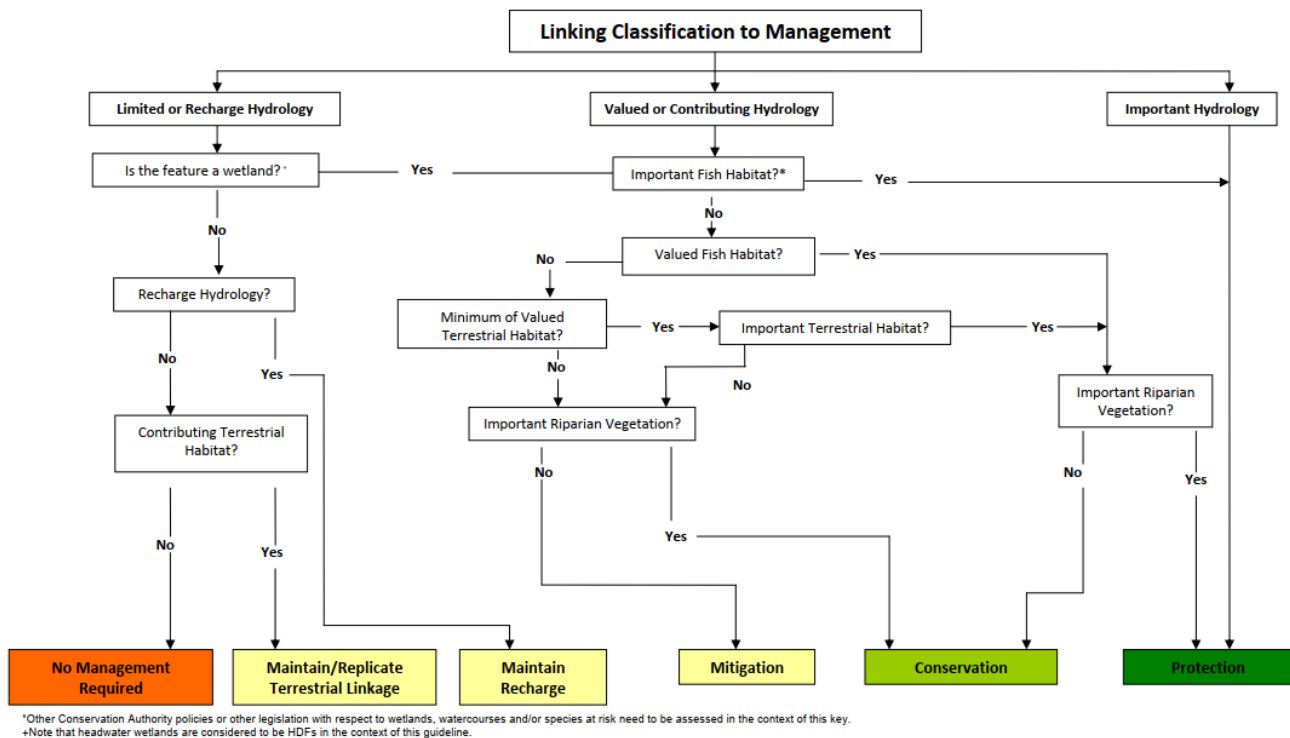 Linking Classification to Management
Limited or Recharge Hydrology
Valued or Contributing Hydrology
Important Hydrology
Is the feature a wetland?+
Yes
Important Fish Habitat?*
Yes
No
No
Valued Fish Habitat?
Yes
No
Recharge Hydrology?
Minimum of Valued
Terrestrial Habitat?
Yes
Important Terrestrial Habitat?
Yes
No
Yes
No
No
Important Riparian
Vegetation?
Contributing Terrestrial
Habitat?
Important Riparian Vegetation?
No
No
Yes
No
Yes
Yes
No
Management
Required
Maintain/Replicate
Terrestrial Linkage
Maintain
Recharge
Mitigation
Conservation
Protection
*Other Conservation Authority policies or other legislation with respect to wetlands, watercourses and/or species at risk need to be assessed in the context of this key.
+Note that headwater wetlands are considered to be HDFs in the context of this guideline.